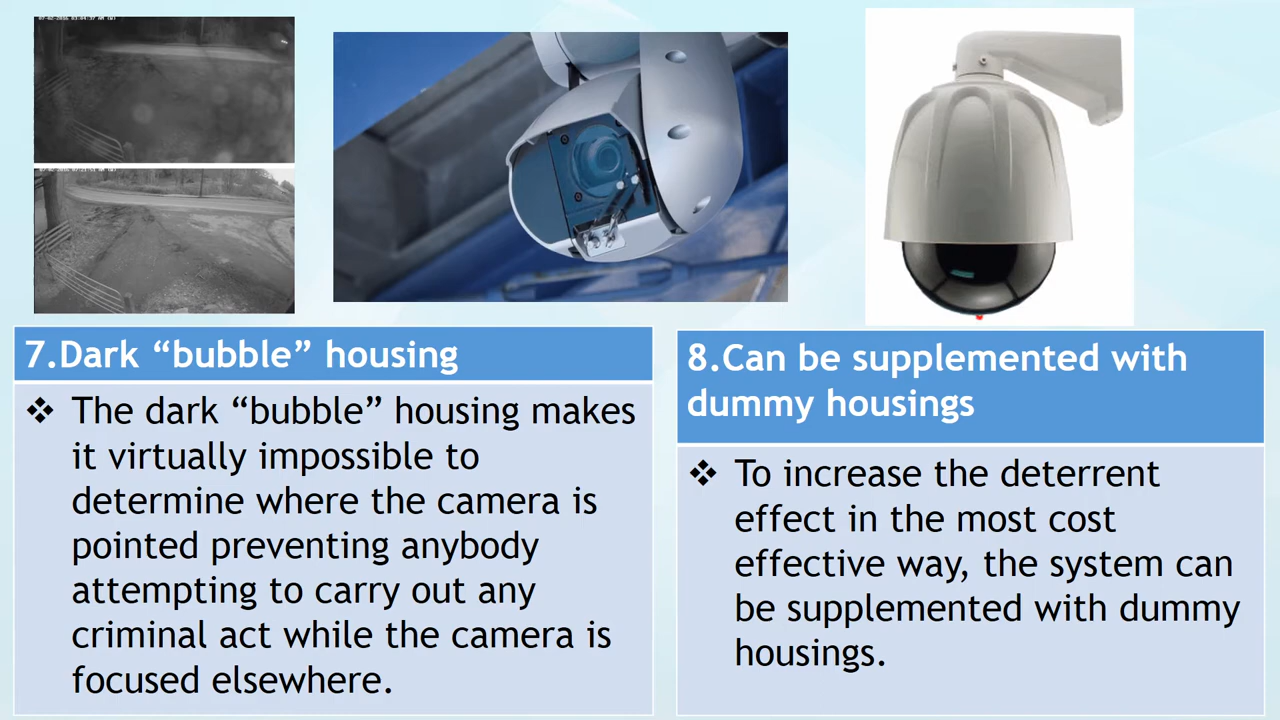 7.Dark “bubble” housing
❖ The dark “bubble” housing makes
it virtually impossible to
determine where the camera is
pointed preventing anybody
attempting to carry out any
criminal act while the camera is
focused elsewhere.
8.Can be supplemented with
dummy housings
❖ To increase the deterrent
effect in the most cost
effective way, the system can
be supplemented with dummy
housings.